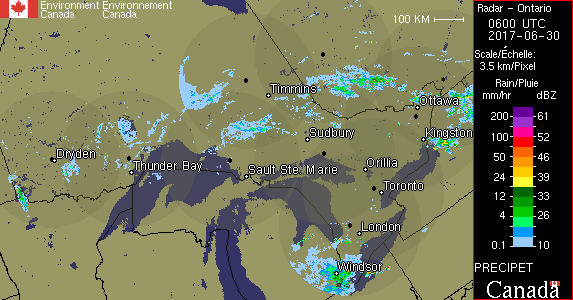 Environment Environnement
Canada Canada
100 KM
Timmins
Ottawa
Sudbury
Kingston
Dryden
Thunder Bay
Sault Ste. Marie
Orillia
Toronto
London
Windsor
Radar - Ontario
0600 UTC
2017-06-30
Scale/Échelle:
3.5 km/Pixel
Rain/Pluie
mm/hr dBZ
200 61
100 52
50 46
24 39
12 33
4 26
0.1 10
PRECIPET
Canada